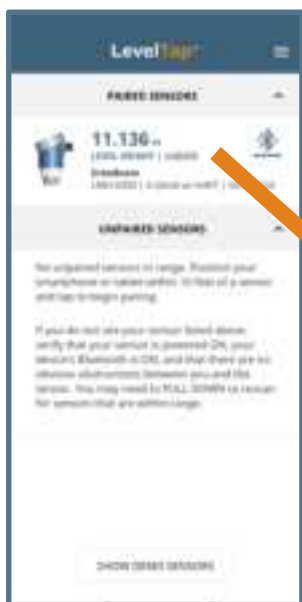 LevelTap
PAIRED SENSORS
11.136
LEVEL HEIGHT |
UNPAIRED SENSORS
No unpaired sensors in range. Position your
smartphone or tablet within 10 feet of a sensor
and tap to begin pairing.
If you do not see your sensor listed above,
verify that your sensor is powered ON, your
device's Bluetooth is ON, and that there are no
obvious obstructions between you and the
sensor. You may need to PULL DOWN to rescan
for sensors that are within range.
SHOW DEMO SENSORS